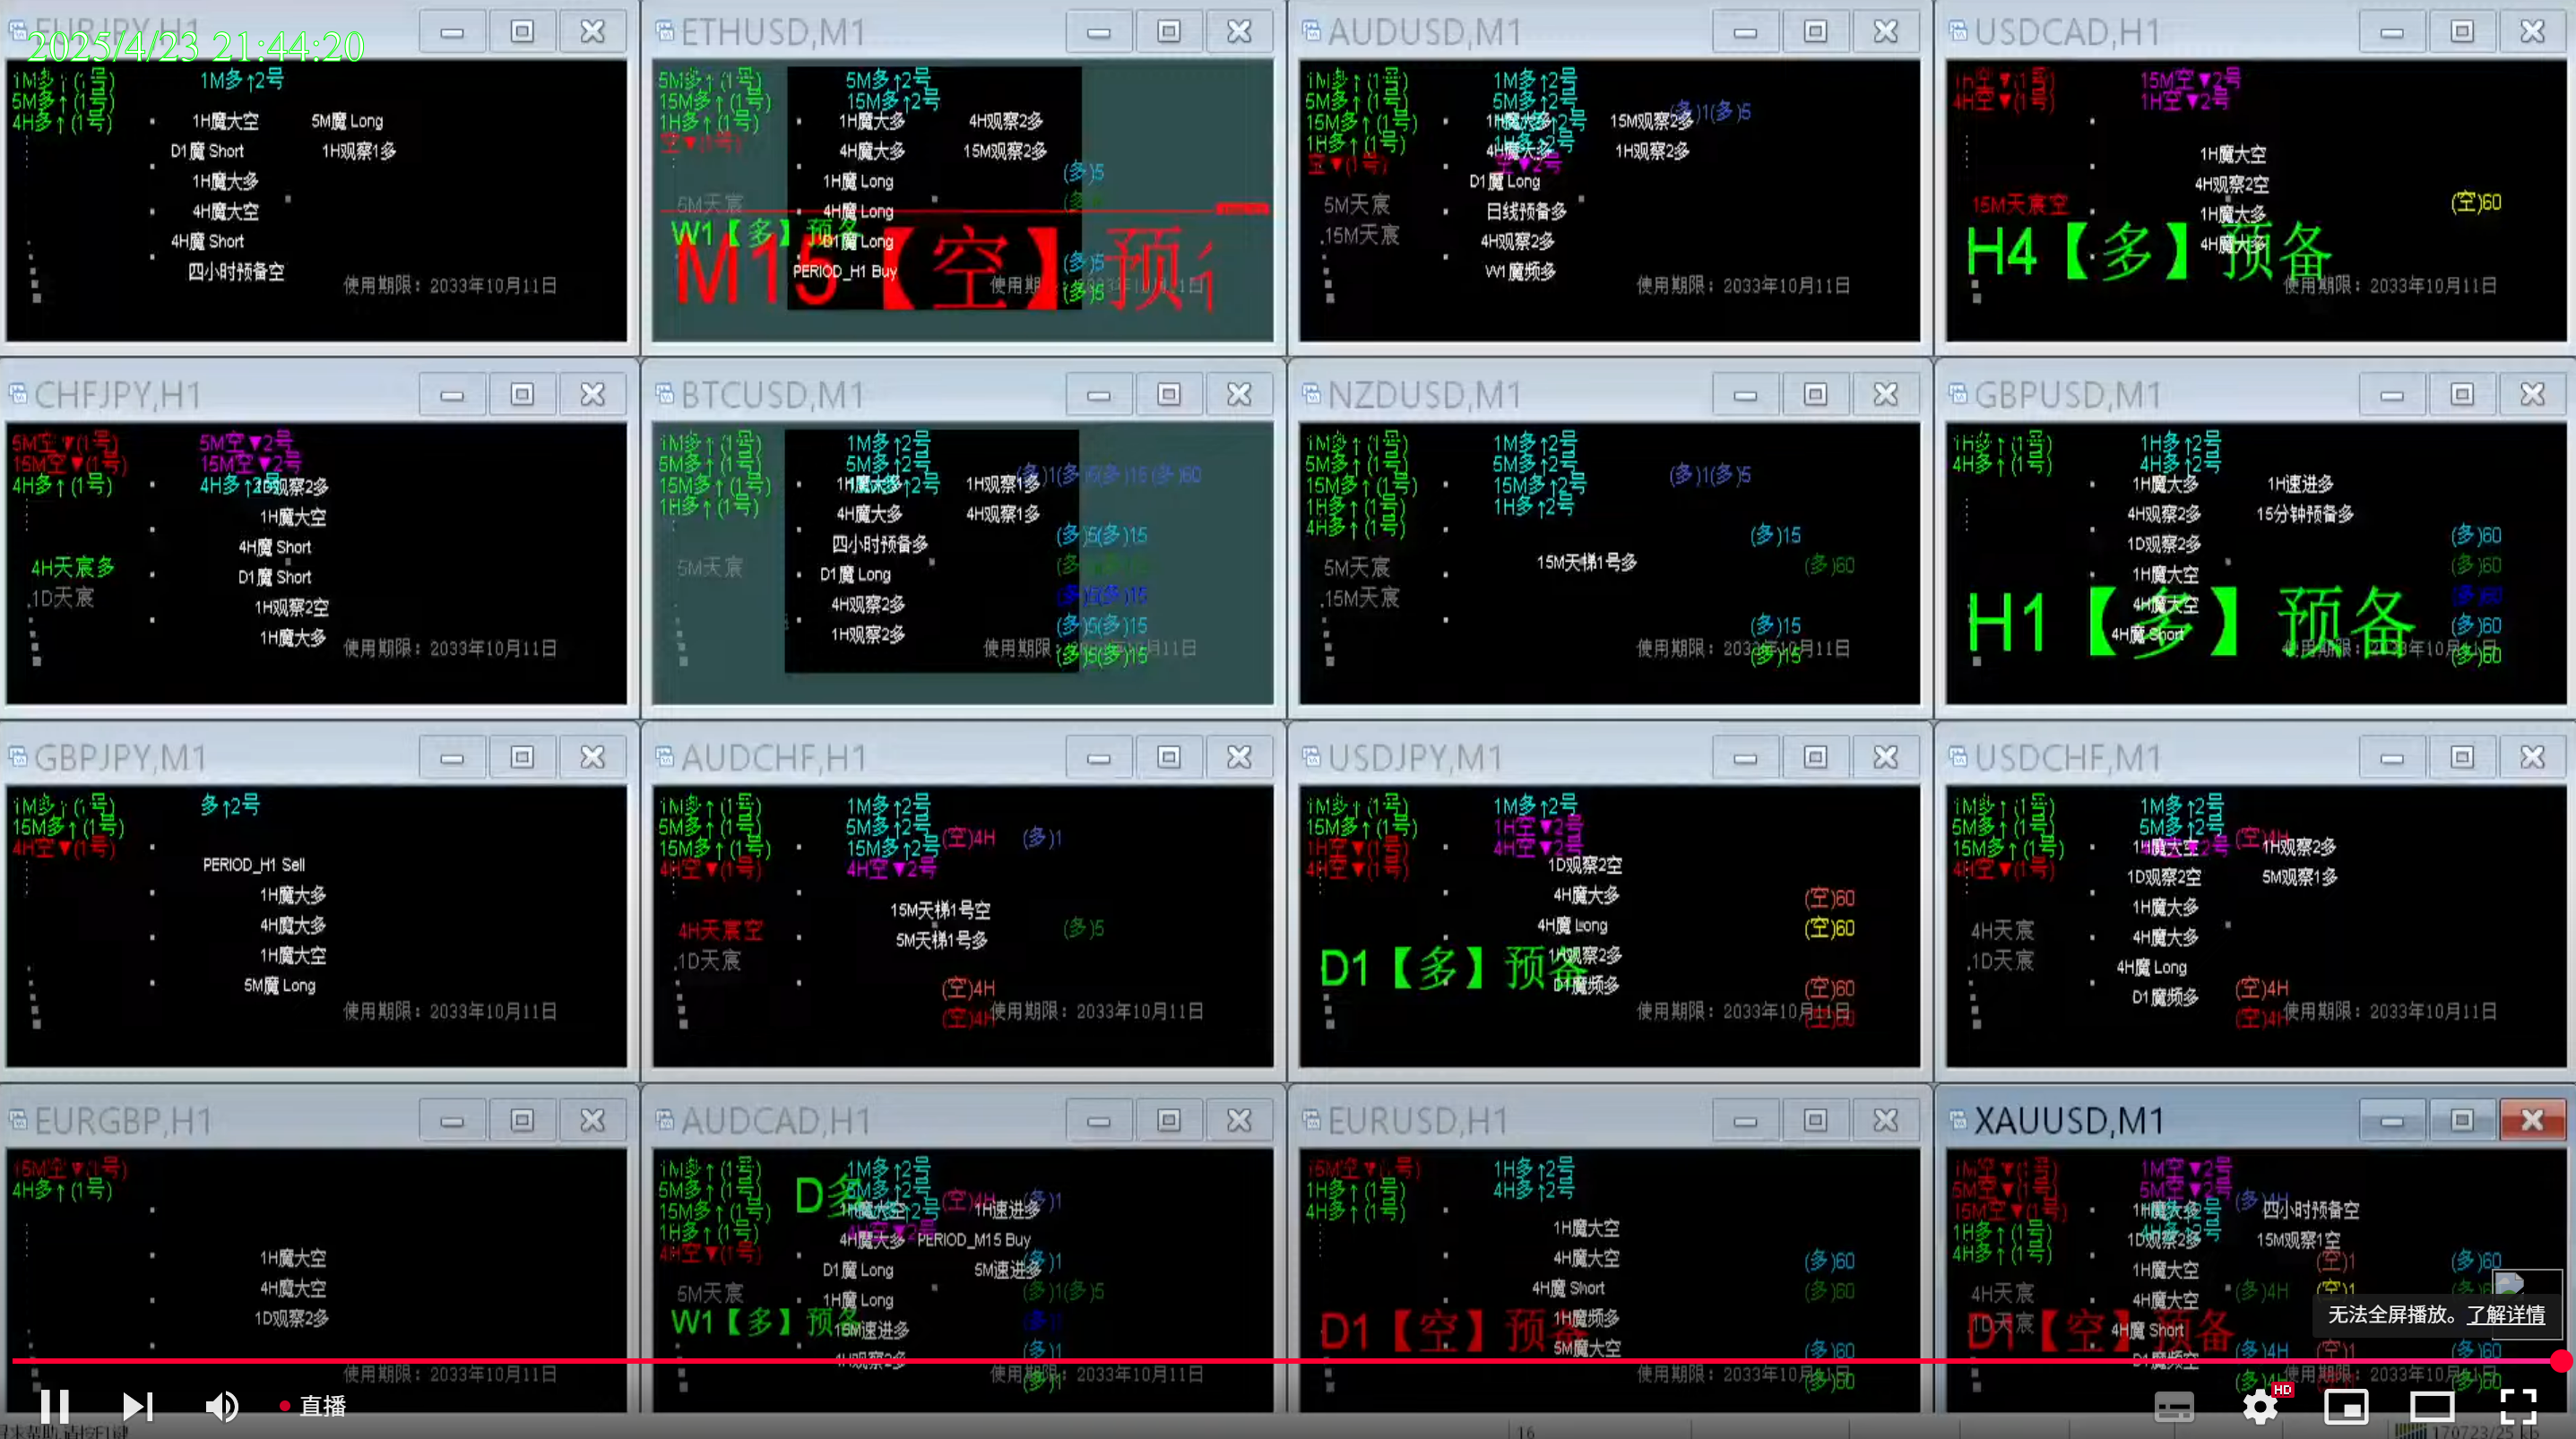 EURJPY,H1
2025/4/23 21:44:20
1M多↑(1号)
1M多↑2号
5M多↑(1号)
4H多↑(1号)
1H魔大空
5M魔 Long
D1魔 Short
1H观察1多
1H魔大多
4H魔大空
4H魔 Short
四小时预备空
使用期限：2033年10月11日
ETHUSD,M1
5M多↑(1号)
5M多↑2号
15M多↑(1号)
15M多↑2号
1H多↑(1号)
1H魔大多
4H观察2多
空▼(1号)
4H魔大多
15M观察2多
(多)5
1H魔 Long
5M天宸
4H魔 Long
W1【多】预备
D1魔 Long
M15【空】预
PERIOD_H1 Buy
(多)5
(多)5
AUDUSD,M1
1M多↑(1号)
1M多↑2号
5M多↑(1号)
5M多↑2号
(多)1(多)5
15M多↑(1号)
1H魔大多
15M观察2多
1H多↑(1号)
4H魔大多
1H观察2多
空▼(1号)
空▼2号
D1魔 Long
5M天宸
日线预备多
.15M天宸
4H观察2多
W1魔频多
使用期限：2033年10月11日
USDCAD,H1
1H空▼(1号)
15M空▼2号
4H空▼(1号)
1H空▼2号
1H魔大空
4H观察2空
15M天宸空
1H魔大多
(空)60
4H魔大多
H4【多】预备
使用期限：2033年10月11日
CHFJPY,H1
5M空▼(1号)
5M空▼2号
15M空▼(1号)
15M空▼2号
4H多↑(1号)
4H多↑2号
1D观察2多
1H魔大空
4H魔 Short
4H天宸多
D1魔 Short
.1D天宸
1H观察2空
1H魔大多
使用期限：2033年10月11日
BTCUSD,M1
1M多↑(1号)
1M多↑2号
5M多↑(1号)
5M多↑2号
(多)1(多)5(多)15(多)60
15M多↑(1号)
1H魔大多
1H观察1多
1H多↑(1号)
4H魔大多
4H观察1多
四小时预备多
(多)5(多)15
5M天宸
D1魔 Long
4H观察2多
(多)5(多)15
1H观察2多
(多)5(多)15
(多)5(多)15
NZDUSD,M1
1M多↑(1号)
1M多↑2号
5M多↑(1号)
5M多↑2号
(多)1(多)5
15M多↑(1号)
15M多↑2号
1H多↑(1号)
1H多↑2号
4H多↑(1号)
(多)15
5M天宸
15M天梯1号多
(多)60
.15M天宸
(多)15
使用期限：2033年10月11日
(多)15
GBPUSD,M1
1H多↑(1号)
1H多↑2号
4H多↑(1号)
4H多↑2号
1H魔大多
1H速进多
4H观察2多
15分钟预备多
1D观察2多
(多)60
1H魔大空
(多)60
4H魔大空
(多)60
H1【多】预备
4H魔 Short
(多)60
使用期限：2033年10月11日
(多)60
GBPJPY,M1
1M多↑(1号)
多↑2号
15M多↑(1号)
4H空▼(1号)
PERIOD_H1 Sell
1H魔大多
4H魔大多
1H魔大空
5M魔 Long
使用期限：2033年10月11日
AUDCHF,H1
1M多↑(1号)
1M多↑2号
5M多↑(1号)
5M多↑2号
(空)4H
(多)1
15M多↑(1号)
15M多↑2号
4H空▼(1号)
4H空▼2号
15M天梯1号空
4H天宸空
5M天梯1号多
(多)5
.1D天宸
(空)4H
(空)4H
使用期限：2033年10月11日
USDJPY,M1
1M多↑(1号)
1M多↑2号
15M多↑(1号)
1H空▼2号
1H空▼(1号)
4H空▼2号
4H空▼(1号)
1D观察2空
4H魔大多
(空)60
4H魔 Long
(空)60
D1【多】预备
1H观察2多
D1魔频多
(空)60
使用期限：2033年10月11日
(空)60
USDCHF,M1
1M多↑(1号)
1M多↑2号
5M多↑(1号)
5M多↑2号
(空)4H
15M多↑(1号)
1H魔大空
1H观察2多
4H空▼(1号)
1D观察2空
5M观察1多
1H魔大多
4H天宸
4H魔大多
.1D天宸
4H魔 Long
D1魔频多
(空)4H
(空)4H
使用期限：2033年10月11日
EURGBP,H1
15M空▼(1号)
4H多↑(1号)
1H魔大空
4H魔大空
1D观察2多
使用期限：2033年10月11日
AUDCAD,H1
1M多↑(1号)
1M多↑2号
5M多↑(1号)
D多
5M多↑2号
(空)4H
(多)1
15M多↑(1号)
1H魔大空
1H速进多
1H多↑(1号)
4H空▼(1号)
4H魔大多
PERIOD_M15 Buy
D1魔 Long
5M速进多
(多)1
5M天宸
1H魔 Long
(多)1(多)5
W1【多】预备
15M速进多
4H观察2多
(多)1
(多)1
使用期限：2033年10月11日
EURUSD,H1
15M空▼(1号)
1H多↑2号
1H多↑(1号)
4H多↑2号
4H多↑(1号)
1H魔大空
4H魔大空
(多)60
4H魔 Short
(多)60
D1【空】预备
1H魔频多
5M魔大空
(多)60
使用期限：2033年10月11日
(多)60
XAUUSD,M1
1M空▼(1号)
1M空▼2号
5M空▼(1号)
5M空▼2号
(多)4H
15M空▼(1号)
1H魔大多
四小时预备空
1H多↑(1号)
1D观察2多
15M观察1空
4H多↑(1号)
1H魔大空
(空)1
(多)60
4H天宸
4H魔大空
(多)4H
(空)1
1D天宸
D1【空】预备
4H魔 Short
无法全屏播放。了解详情
D1魔频空
(多)4H
(空)1
(多)60
使用期限：2033年10月11日
直播
HD
16
170723/25 kb